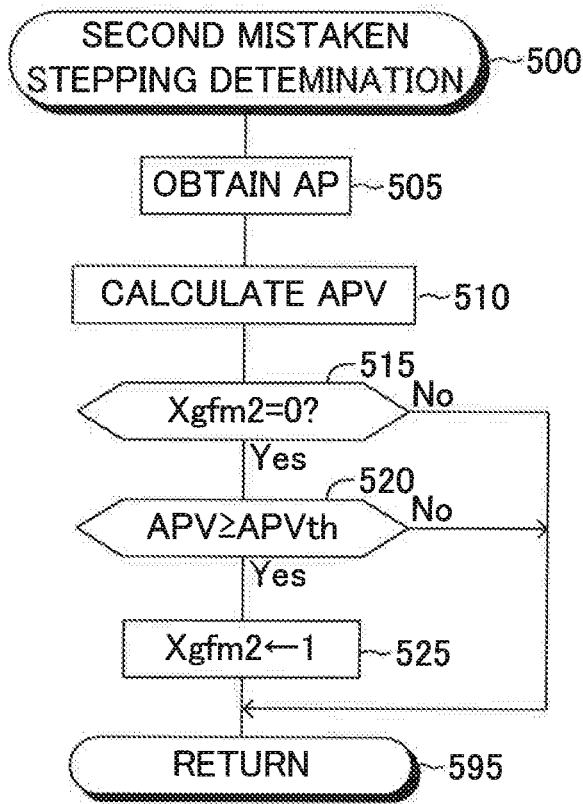 SECOND MISTAKEN
STEPPING DETEMINATION
500
OBTAIN AP
505
CALCULATE APV
510
515
Xgfm2=0?
No
Yes
520
APV≥APVth
No
Yes
Xgfm2←1
525
RETURN
595